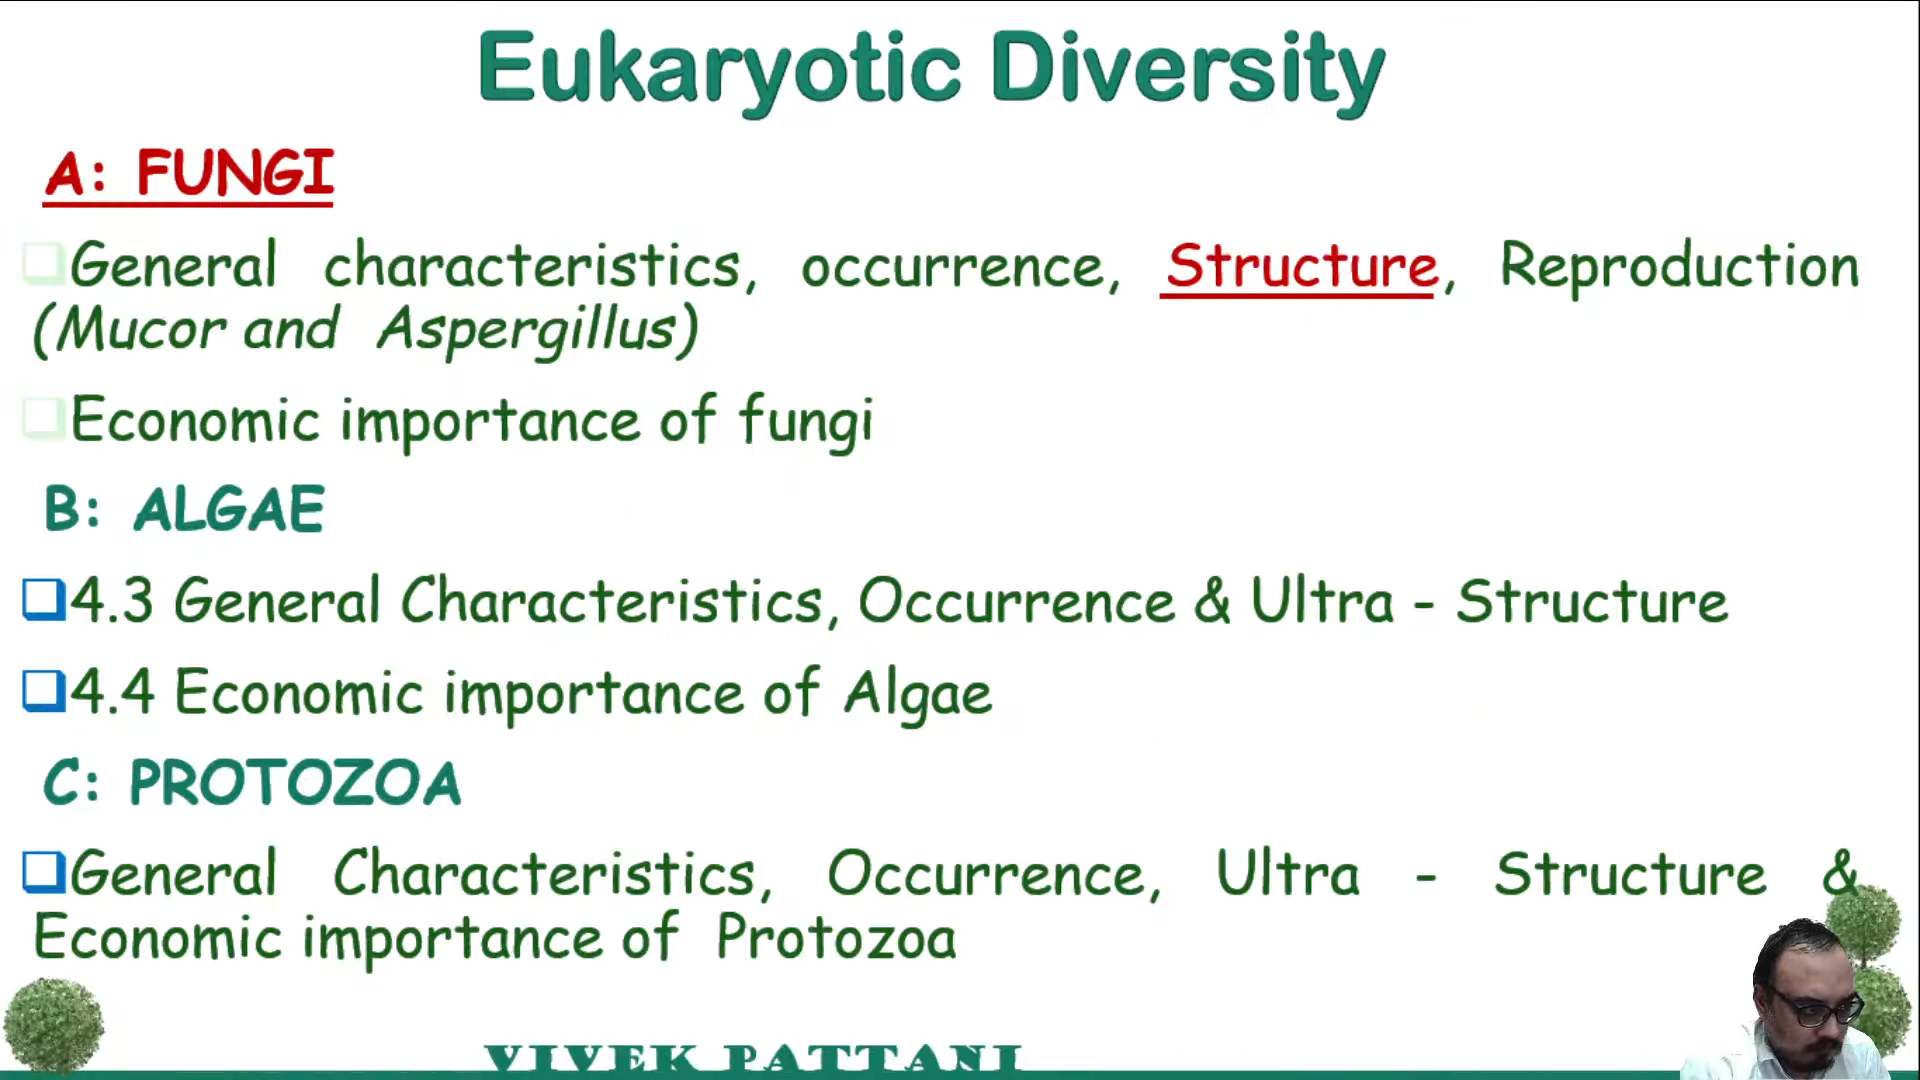 Eukaryotic Diversity
A: FUNGI
General characteristics, occurrence, Structure, Reproduction
(Mucor and Aspergillus)
Economic importance of fungi
B: ALGAE
4.3 General Characteristics, Occurrence & Ultra - Structure
4.4 Economic importance of Algae
C: PROTOZOA
General Characteristics, Occurrence, Ultra - Structure &
Economic importance of Protozoa
VIVEK PATTANI